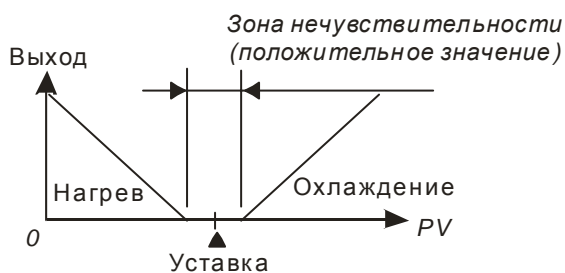 Зона нечувствительности
(положительное значение)
Выход
Нагрев
Охлаждение
0
PV
Уставка